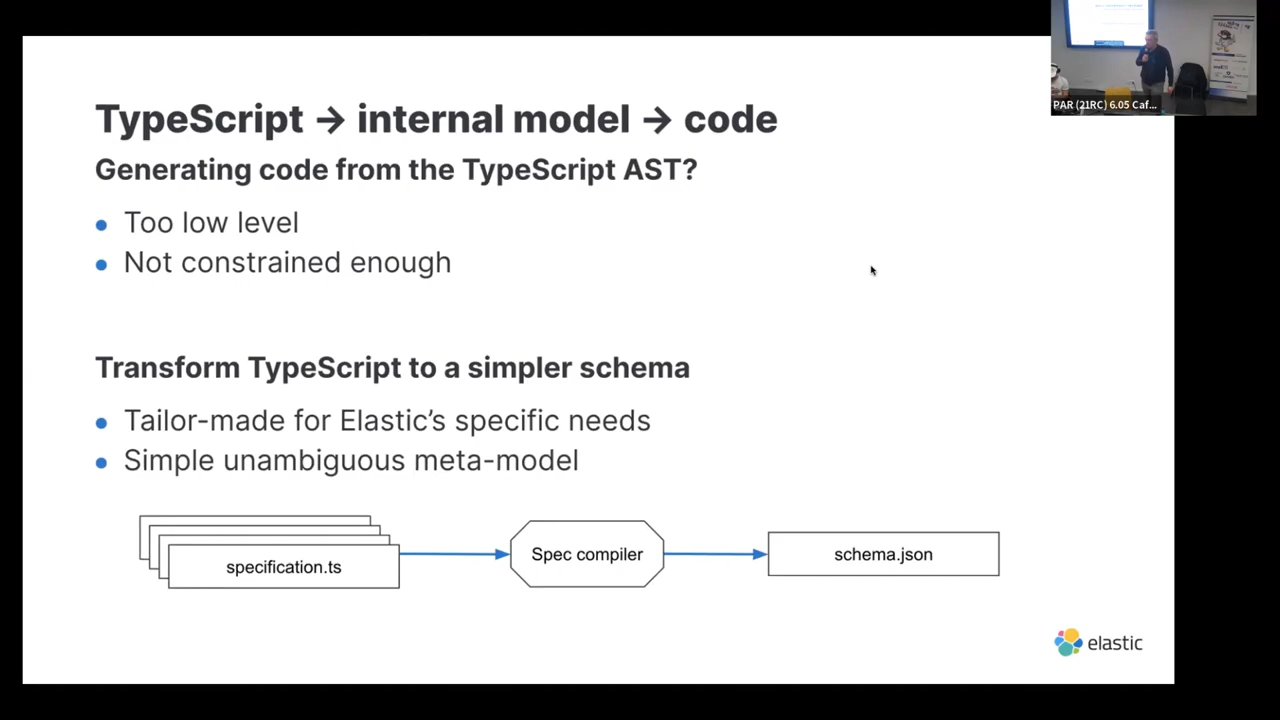 TypeScript → internal model → code
Generating code from the TypeScript AST?
• Too low level
• Not constrained enough
Transform TypeScript to a simpler schema
• Tailor-made for Elastic's specific needs
• Simple unambiguous meta-model
specification.ts
Spec compiler
schema.json
elastic
PAR (21RC) 6.05 Caf...